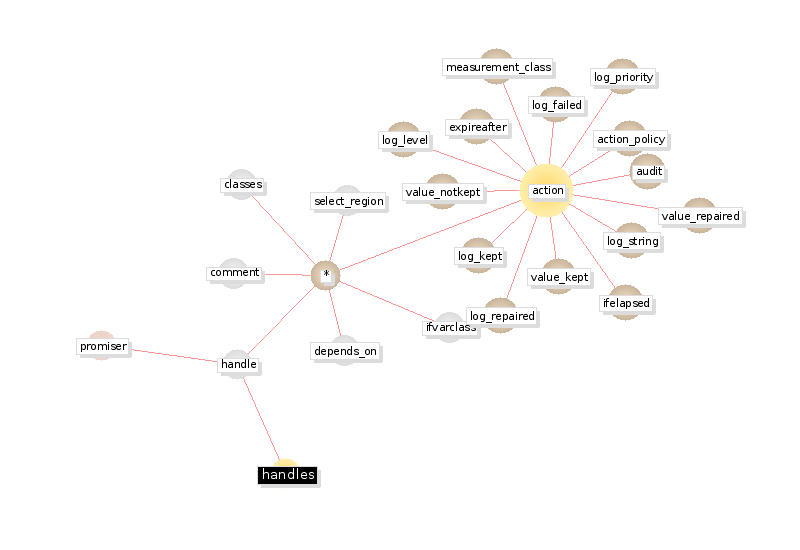 measurement_class
log_priority
log_failed
expireafter
log_level
action_policy
audit
classes
select_region
value_notkept
action
value_repaired
log_string
log_kept
comment
*
value_kept
ifelapsed
log_repaired
ifvarclass
promiser
depends_on
handle
handles